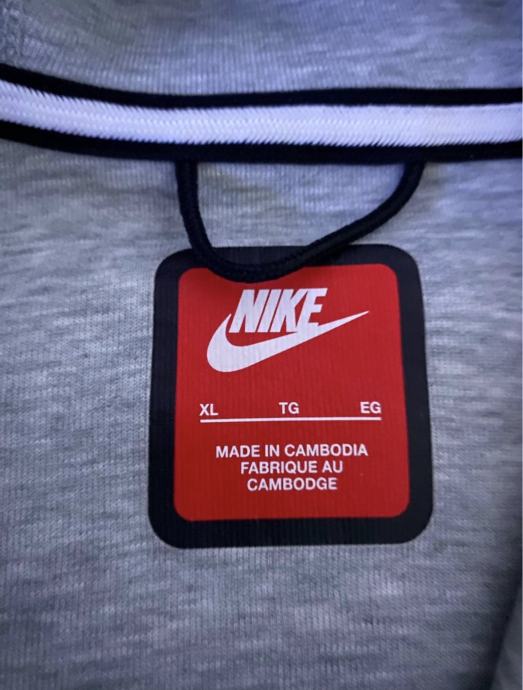 NIKE
XL TG EG
MADE IN CAMBODIA
FABRIQUE AU
CAMBODGE